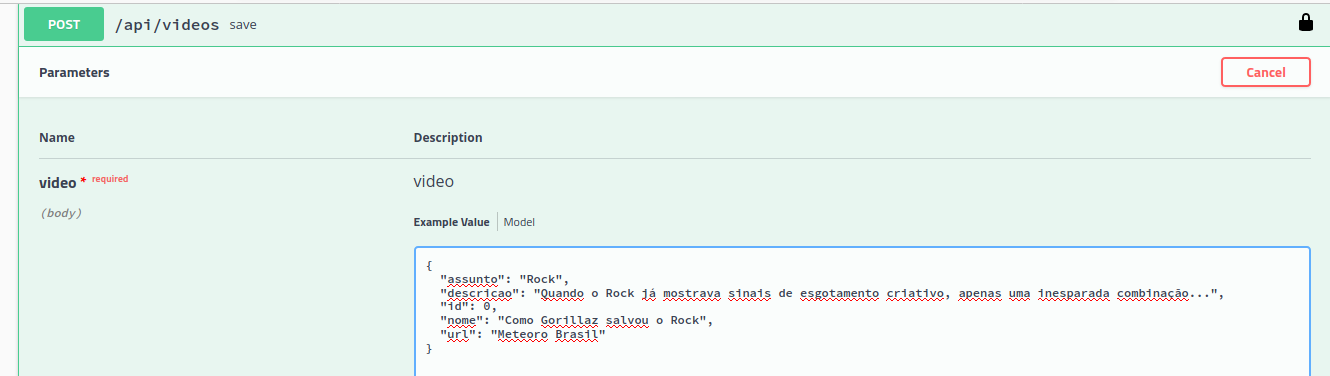 POST /api/videos save
Parameters
Cancel
Name Description
video * required video
(body)
Example Value Model
{
"assunto": "Rock",
"descricao": "Quando o Rock já mostrava sinais de esgotamento criativo, apenas uma inesparada combinação...",
"id": 0,
"nome": "Como Gorillaz salvou o Rock",
"url": "Meteoro Brasil"
}